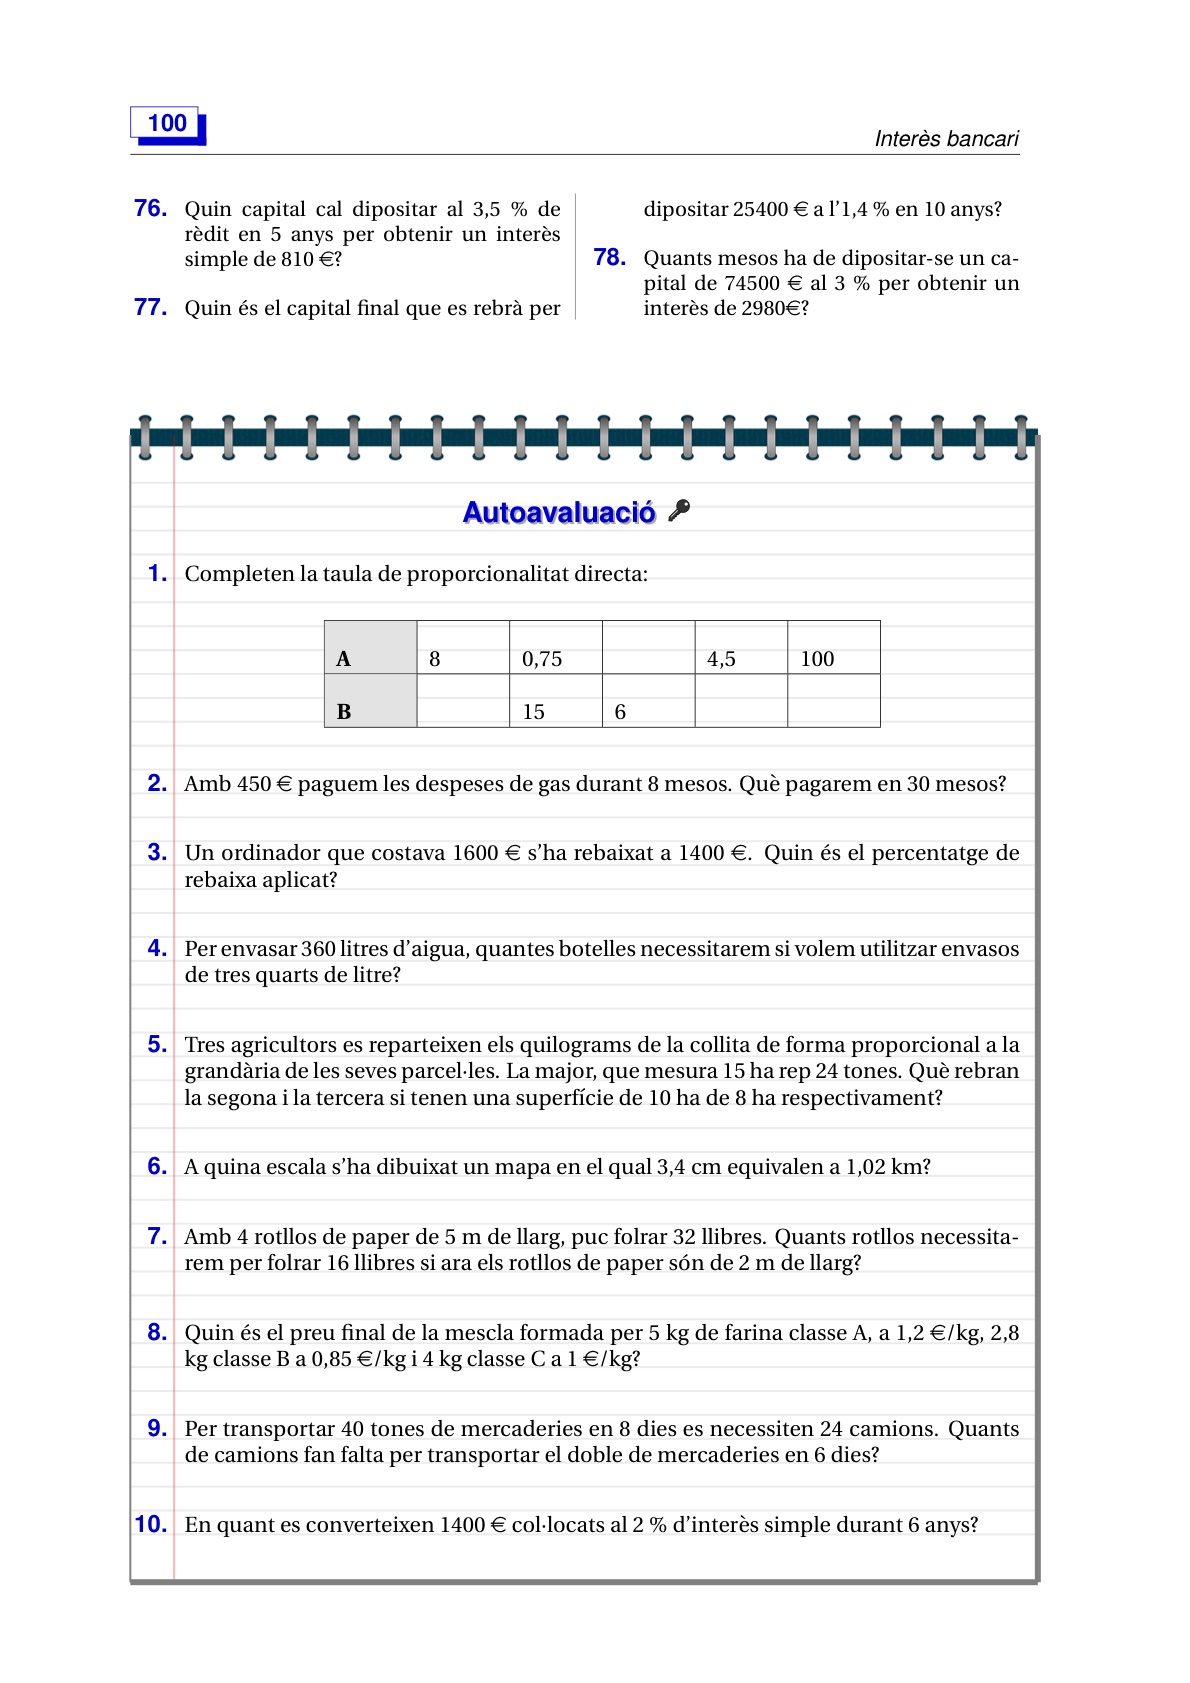 100
Interès bancari
76. Quin capital cal dipositar al 3,5 % de
rèdit en 5 anys per obtenir un interès
simple de 810 €?
77. Quin és el capital final que es rebrà per
dipositar 25400 € a l’1,4 % en 10 anys?
78. Quants mesos ha de dipositar-se un ca-
pital de 74500 € al 3 % per obtenir un
interès de 2980€?
Autoavaluació
1. Completen la taula de proporcionalitat directa:
A 8 0,75 4,5 100
B 15 6
2. Amb 450 € paguem les despeses de gas durant 8 mesos. Què pagarem en 30 mesos?
3. Un ordinador que costava 1600 € s’ha rebaixat a 1400 €. Quin és el percentatge de
rebaixa aplicat?
4. Per envasar 360 litres d’aigua, quantes botelles necessitarem si volem utilitzar envasos
de tres quarts de litre?
5. Tres agricultors es reparteixen els quilograms de la collita de forma proporcional a la
grandària de les seves parcel·les. La major, que mesura 15 ha rep 24 tones. Què rebran
la segona i la tercera si tenen una superfície de 10 ha de 8 ha respectivament?
6. A quina escala s’ha dibuixat un mapa en el qual 3,4 cm equivalen a 1,02 km?
7. Amb 4 rotllos de paper de 5 m de llarg, puc folrar 32 llibres. Quants rotllos necessita-
rem per folrar 16 llibres si ara els rotllos de paper són de 2 m de llarg?
8. Quin és el preu final de la mescla formada per 5 kg de farina classe A, a 1,2 €/kg, 2,8
kg classe B a 0,85 €/kg i 4 kg classe C a 1 €/kg?
9. Per transportar 40 tones de mercaderies en 8 dies es necessiten 24 camions. Quants
de camions fan falta per transportar el doble de mercaderies en 6 dies?
10. En quant es converteixen 1400 € col·locats al 2 % d’interès simple durant 6 anys?